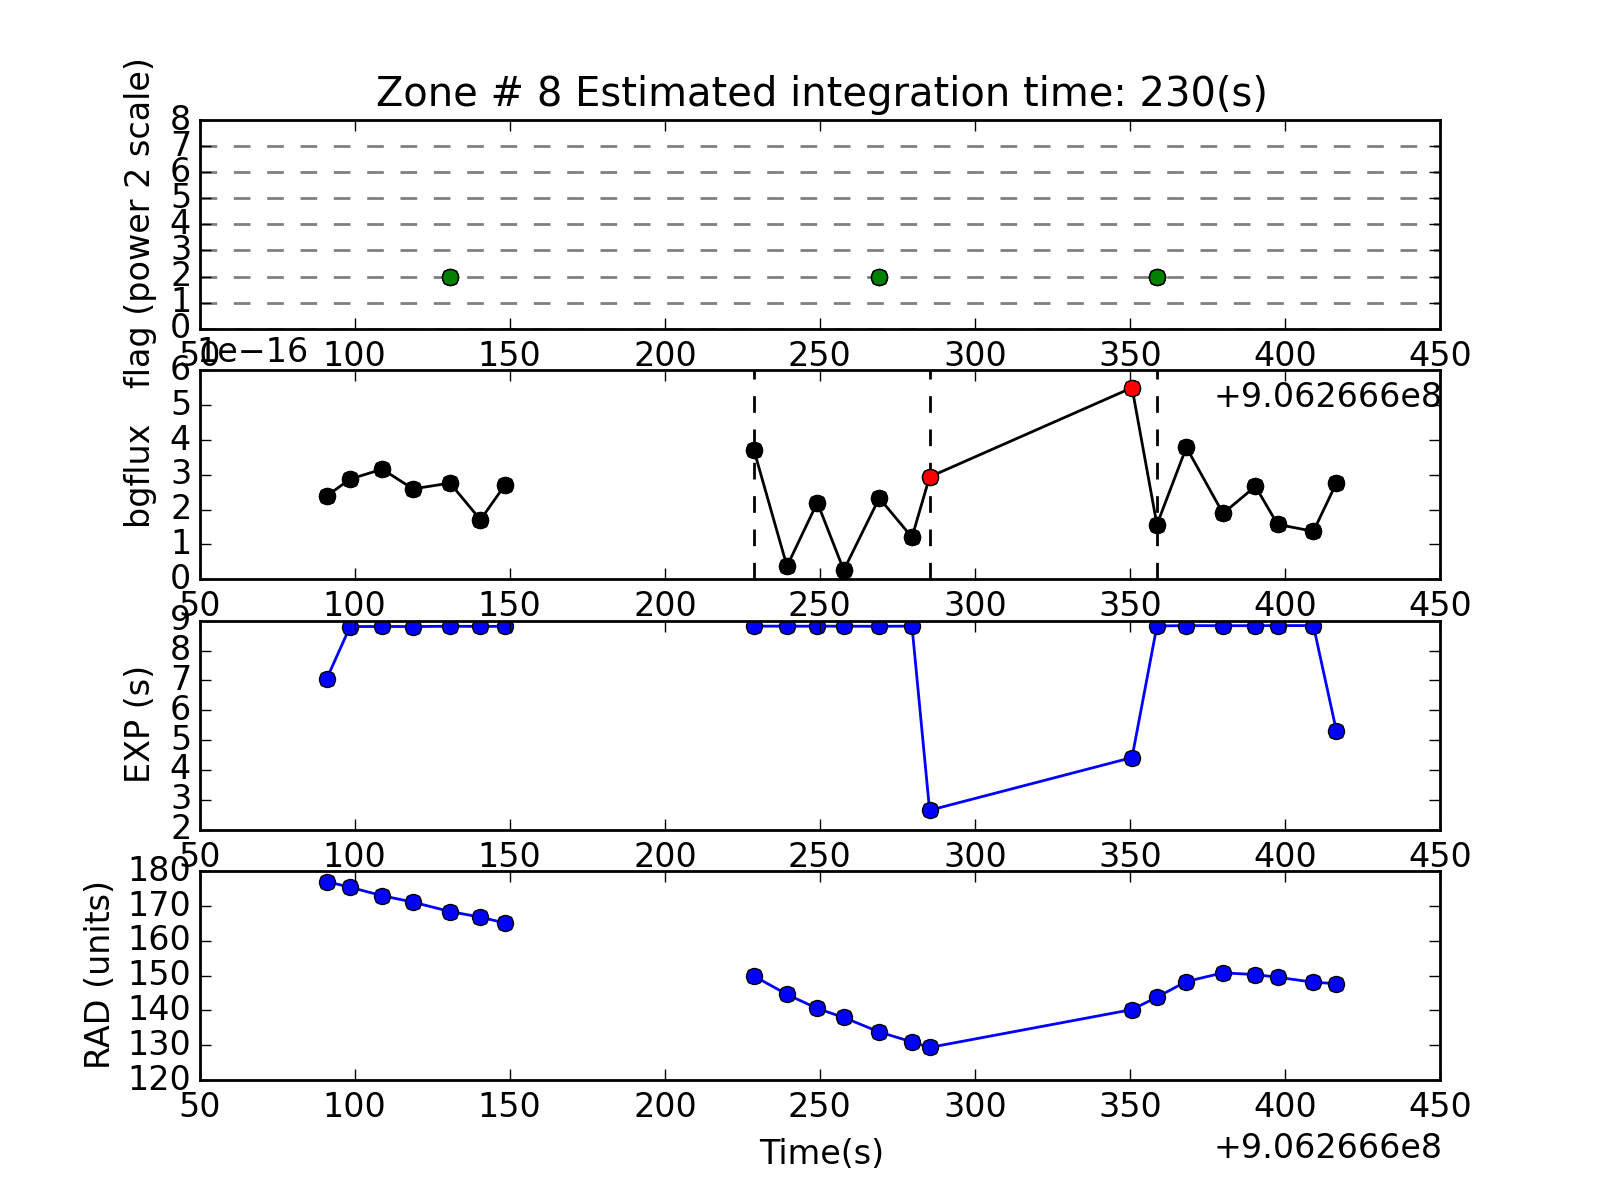 Zone # 8 Estimated integration time: 230(s)
flag (power 2 scale)
8
7
6
5
4
3
2
1
0
50 100 150 200 250 300 350 400 450
1e−16
+9.062666e8
bgflux
6
5
4
3
2
1
0
50 100 150 200 250 300 350 400 450
EXP (s)
9
8
7
6
5
4
3
2
50 100 150 200 250 300 350 400 450
RAD (units)
180
170
160
150
140
130
120
50 100 150 200 250 300 350 400 450
Time(s)
+9.062666e8